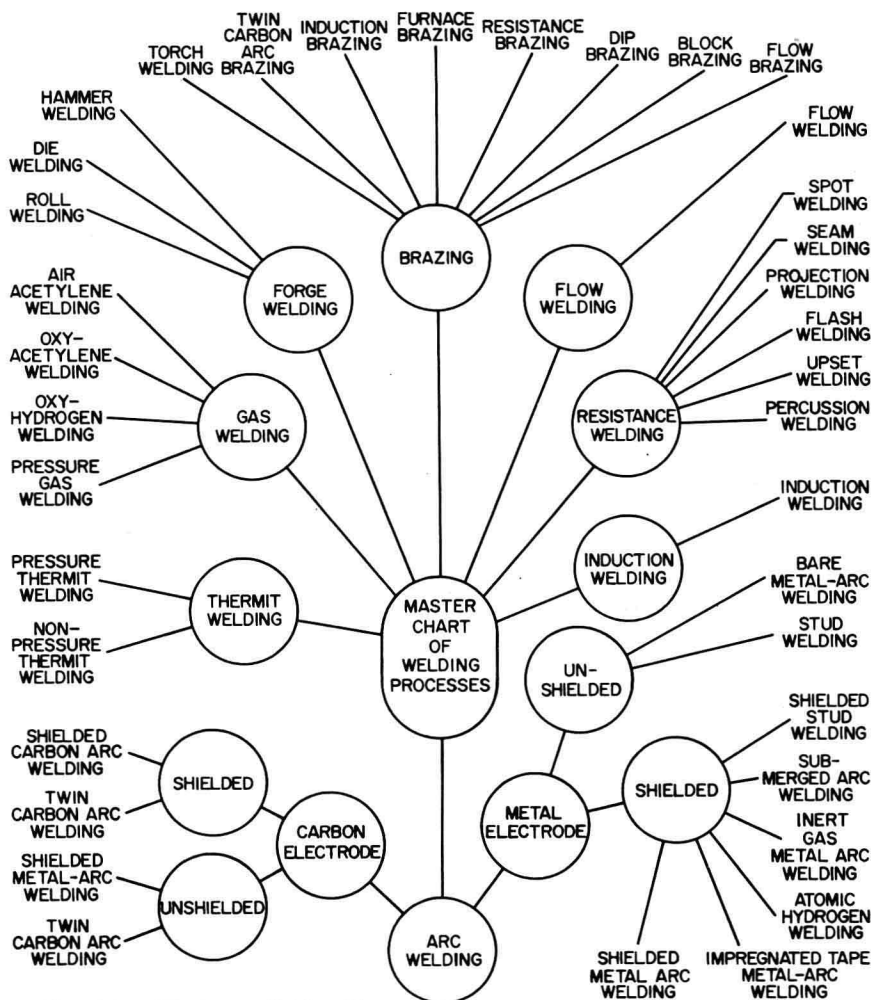 TORCH
WELDING
TWIN
CARBON
ARC
BRAZING
INDUCTION
BRAZING
FURNACE
BRAZING
RESISTANCE
BRAZING
DIP
BRAZING
BLOCK
BRAZING
FLOW
BRAZING
HAMMER
WELDING
DIE
WELDING
ROLL
WELDING
FORGE
WELDING
BRAZING
FLOW
WELDING
FLOW
WELDING
SPOT
WELDING
SEAM
WELDING
PROJECTION
WELDING
FLASH
WELDING
UPSET
WELDING
PERCUSSION
WELDING
RESISTANCE
WELDING
AIR
ACETYLENE
WELDING
OXY-
ACETYLENE
WELDING
OXY-
HYDROGEN
WELDING
PRESSURE
GAS
WELDING
GAS
WELDING
INDUCTION
WELDING
INDUCTION
WELDING
PRESSURE
THERMIT
WELDING
NON-
PRESSURE
THERMIT
WELDING
THERMIT
WELDING
MASTER
CHART
OF
WELDING
PROCESSES
UN-
SHIELDED
BARE
METAL-ARC
WELDING
STUD
WELDING
SHIELDED
CARBON ARC
WELDING
TWIN
CARBON ARC
WELDING
SHIELDED
SHIELDED
METAL-ARC
WELDING
TWIN
CARBON ARC
WELDING
UNSHIELDED
CARBON
ELECTRODE
ARC
WELDING
METAL
ELECTRODE
SHIELDED
SHIELDED
STUD
WELDING
SUB-
MERGED ARC
WELDING
INERT
GAS
METAL ARC
WELDING
ATOMIC
HYDROGEN
WELDING
IMPREGNATED TAPE
METAL-ARC
WELDING
SHIELDED
METAL ARC
WELDING